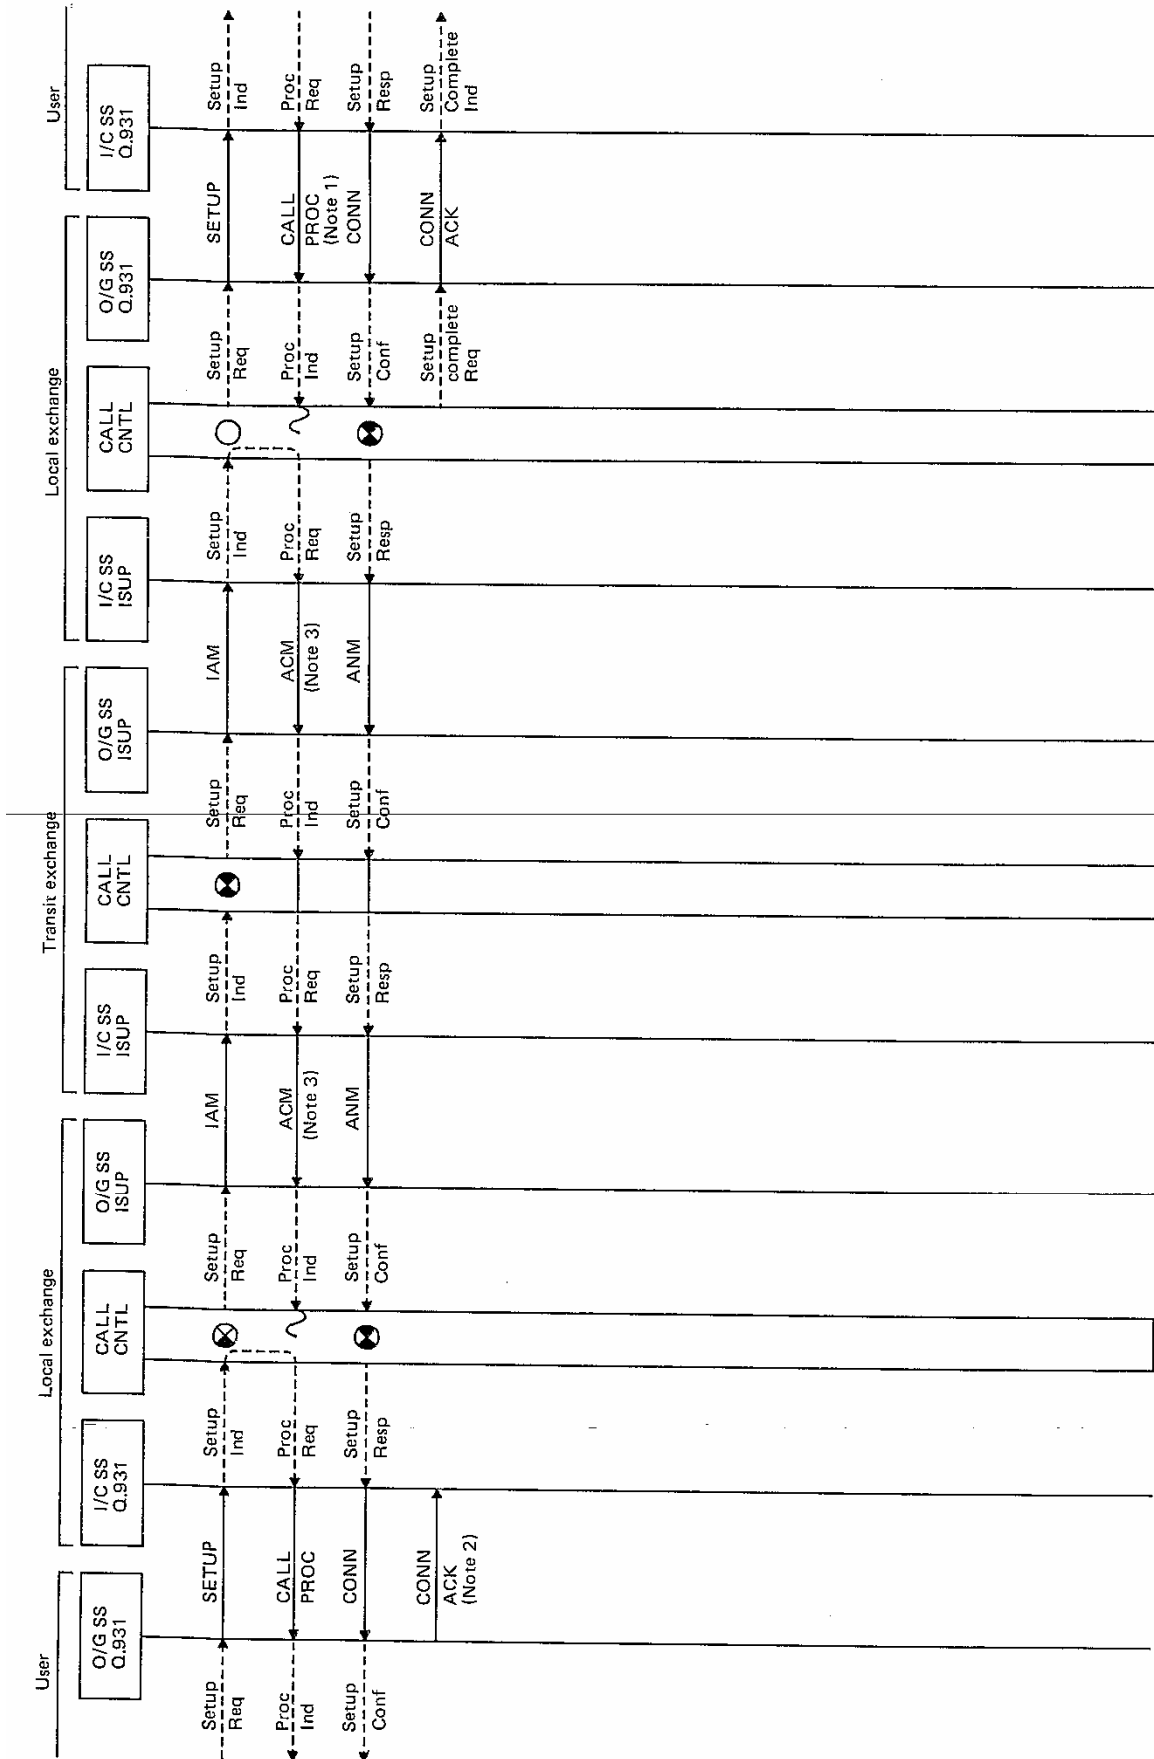 User
Local exchange
Transit exchange
Local exchange
User
O/G SS
Q.931
I/C SS
Q.931
CALL
CNTL
O/G SS
ISUP
I/C SS
ISUP
CALL
CNTL
O/G SS
ISUP
I/C SS
ISUP
CALL
CNTL
O/G SS
Q.931
I/C SS
Q.931
Setup
Req
SETUP
Setup
Ind
Setup
Req
IAM
Setup
Ind
Setup
Req
IAM
Setup
Ind
Setup
Req
SETUP
Setup
Ind
Proc
Ind
CALL
PROC
Proc
Req
Proc
Ind
ACM
(Note 3)
Proc
Req
Proc
Ind
ACM
(Note 3)
Proc
Req
Proc
Ind
CALL
PROC
(Note 1)
Proc
Req
Setup
Conf
CONN
Setup
Resp
Setup
Conf
ANM
Setup
Resp
Setup
Conf
ANM
Setup
Resp
Setup
Conf
CONN
Setup
Resp
CONN
ACK
(Note 2)
Setup
complete
Req
CONN
ACK
Setup
Complete
Ind